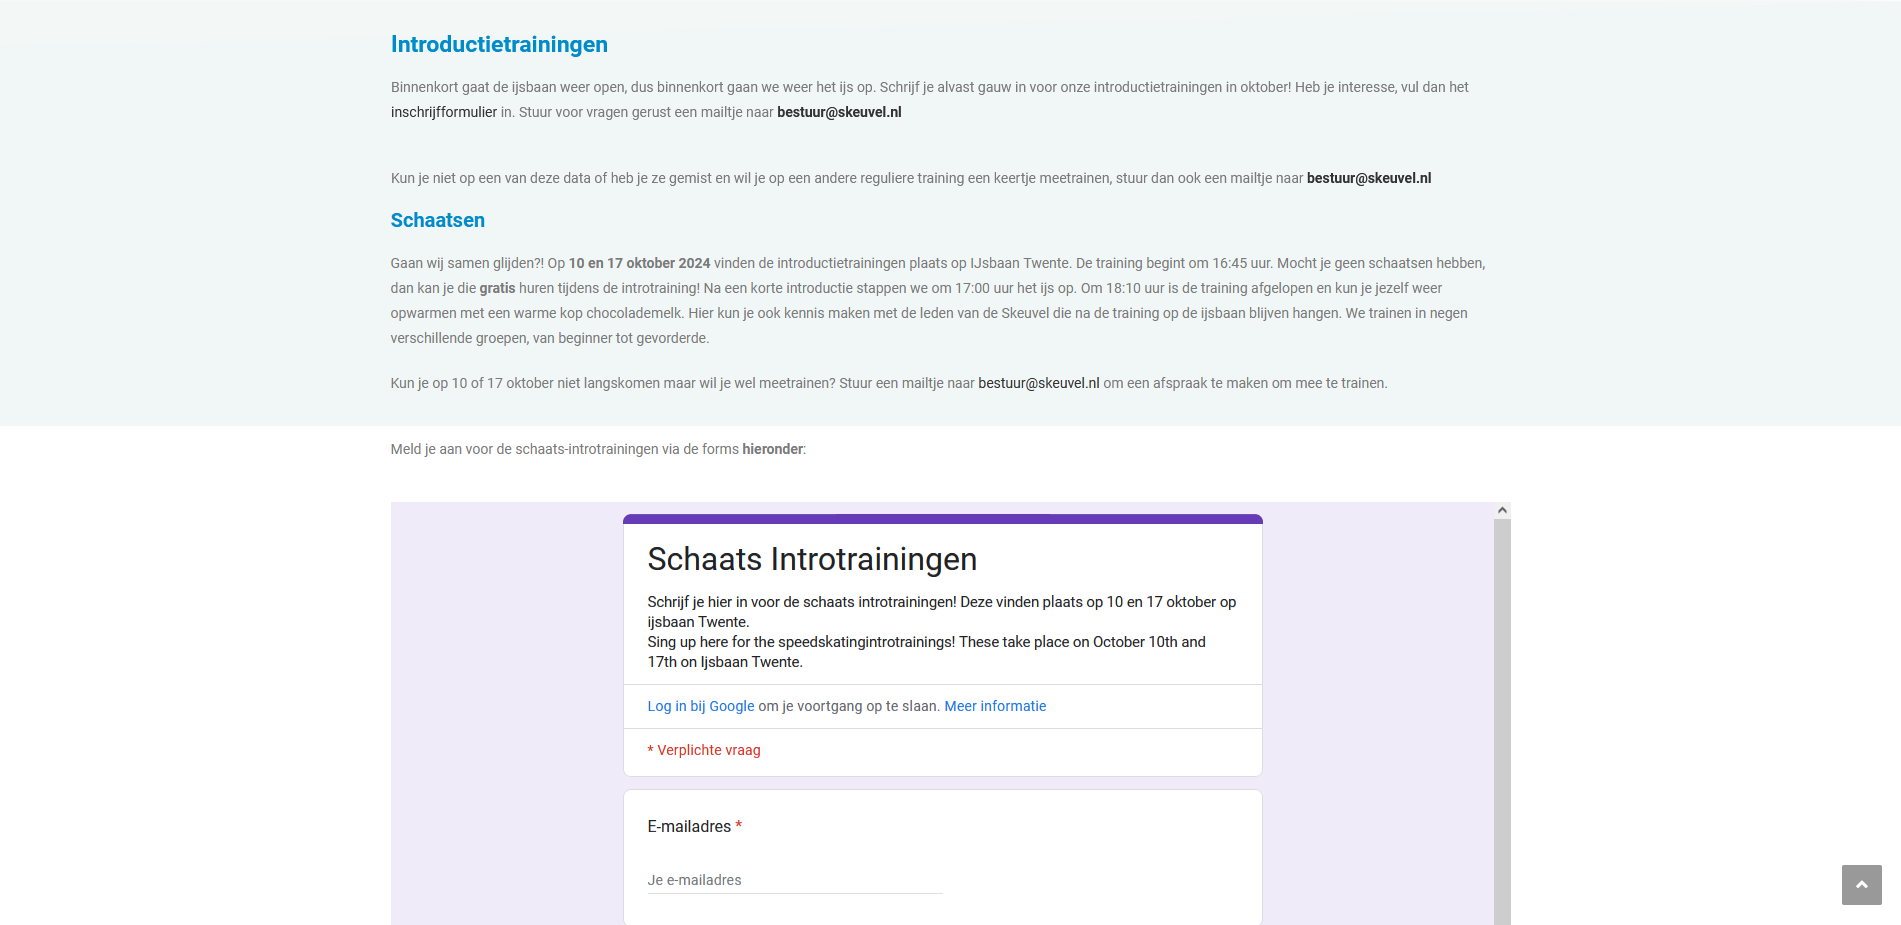 Introductietrainingen
Binnenkort gaat de ijsbaan weer open, dus binnenkort gaan we weer het ijs op. Schrijf je alvast gauw in voor onze introductietrainingen in oktober! Heb je interesse, vul dan het
inschrijfformulier in. Stuur voor vragen gerust een mailtje naar bestuur@skeuvel.nl
Kun je niet op een van deze data of heb je ze gemist en wil je op een andere reguliere training een keertje meetrainen, stuur dan ook een mailtje naar bestuur@skeuvel.nl
Schaatsen
Gaan wij samen glijden?! Op 10 en 17 oktober 2024 vinden de introductietrainingen plaats op IJsbaan Twente. De training begint om 16:45 uur. Mocht je geen schaatsen hebben,
dan kan je die gratis huren tijdens de introtraining! Na een korte introductie stappen we om 17:00 uur het ijs op. Om 18:10 uur is de training afgelopen en kun je jezelf weer
opwarmen met een warme kop chocolademelk. Hier kun je ook kennis maken met de leden van de Skeuvel die na de training op de ijsbaan blijven hangen. We trainen in negen
verschillende groepen, van beginner tot gevorderde.
Kun je op 10 of 17 oktober niet langskomen maar wil je wel meetrainen? Stuur een mailtje naar bestuur@skeuvel.nl om een afspraak te maken om mee te trainen.
Meld je aan voor de schaats-introtrainingen via de forms hieronder:
Schaats Introtrainingen
Schrijf je hier in voor de schaats introtrainingen! Deze vinden plaats op 10 en 17 oktober op
ijsbaan Twente.
Sing up here for the speedskatingintrotrainings! These take place on October 10th and
17th on Ijsbaan Twente.
Log in bij Google om je voortgang op te slaan. Meer informatie
* Verplichte vraag
E-mailadres *
Je e-mailadres